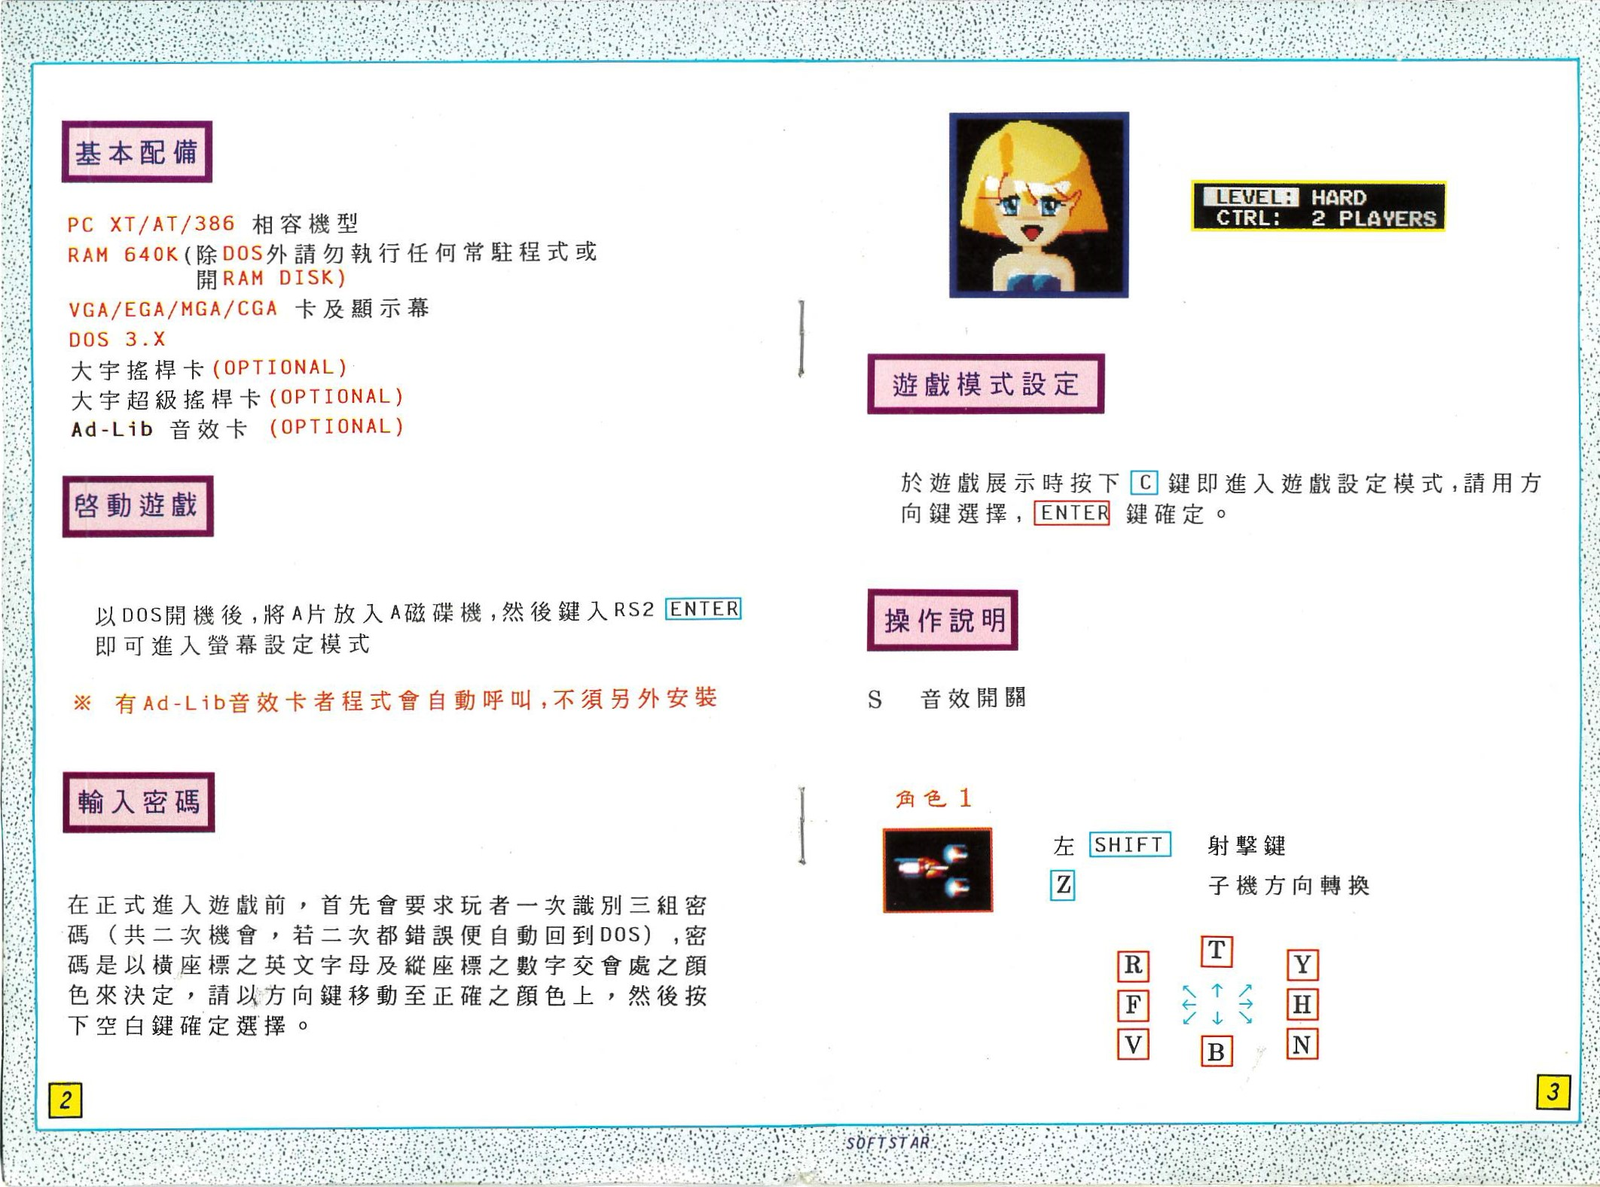 基本配備
PC XT/AT/386 相容機型
RAM 640K(除DOS外請勿執行任何常駐程式或
開RAM DISK)
VGA/EGA/MGA/CGA 卡及顯示幕
DOS 3.X
大宇搖桿卡(OPTIONAL)
大宇超級搖桿卡(OPTIONAL)
Ad-Lib 音效卡 (OPTIONAL)
啓動遊戲
以DOS開機後,將A片放入A磁碟機,然後鍵入RS2 ENTER
即可進入螢幕設定模式
※ 有Ad-Lib音效卡者程式會自動呼叫,不須另外安裝
輸入密碼
在正式進入遊戲前，首先會要求玩者一次識別三組密
碼（共二次機會，若二次都錯誤便自動回到DOS）,密
碼是以橫座標之英文字母及縱座標之數字交會處之顏
色來決定，請以方向鍵移動至正確之顏色上，然後按
下空白鍵確定選擇。
2
LEVEL: HARD
CTRL: 2 PLAYERS
遊戲模式設定
於遊戲展示時按下 C 鍵即進入遊戲設定模式,請用方
向鍵選擇, ENTER 鍵確定。
操作說明
S 音效開關
角色1
左 SHIFT 射擊鍵
Z 子機方向轉換
R T Y
F ↖ ↑ ↗ ← → ↙ ↓ ↘ H
V B N
3
SOFTSTAR